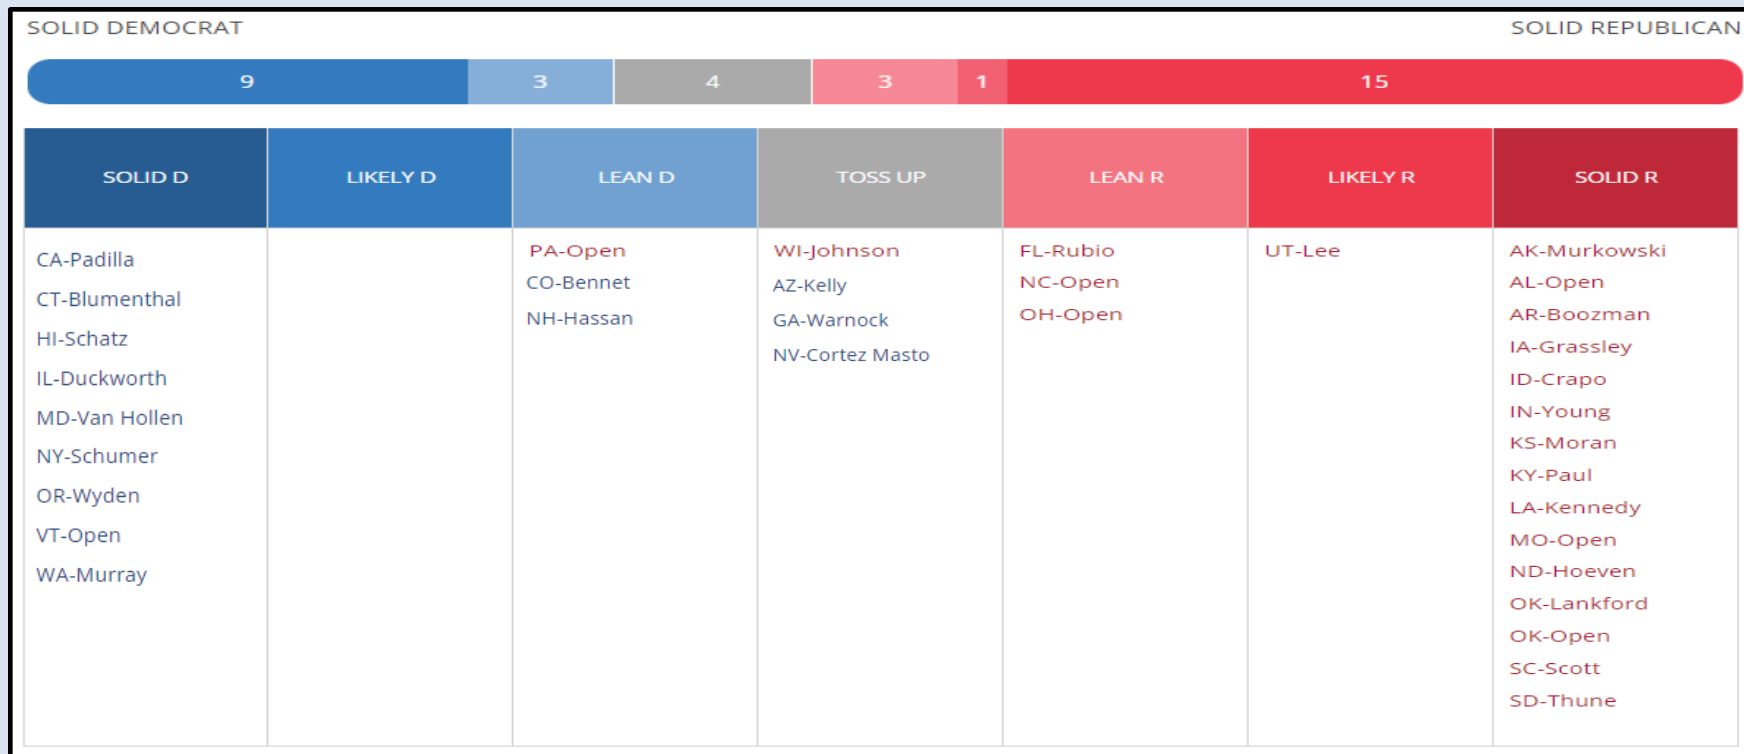 SOLID DEMOCRAT SOLID REPUBLICAN
9 3 4 3 1 15
SOLID D LIKELY D LEAN D TOSS UP LEAN R LIKELY R SOLID R
CA-Padilla
CT-Blumenthal
HI-Schatz
IL-Duckworth
MD-Van Hollen
NY-Schumer
OR-Wyden
VT-Open
WA-Murray
PA-Open
CO-Bennet
NH-Hassan
WI-Johnson
AZ-Kelly
GA-Warnock
NV-Cortez Masto
FL-Rubio
NC-Open
OH-Open
UT-Lee
AK-Murkowski
AL-Open
AR-Boozman
IA-Grassley
ID-Crapo
IN-Young
KS-Moran
KY-Paul
LA-Kennedy
MO-Open
ND-Hoeven
OK-Lankford
OK-Open
SC-Scott
SD-Thune